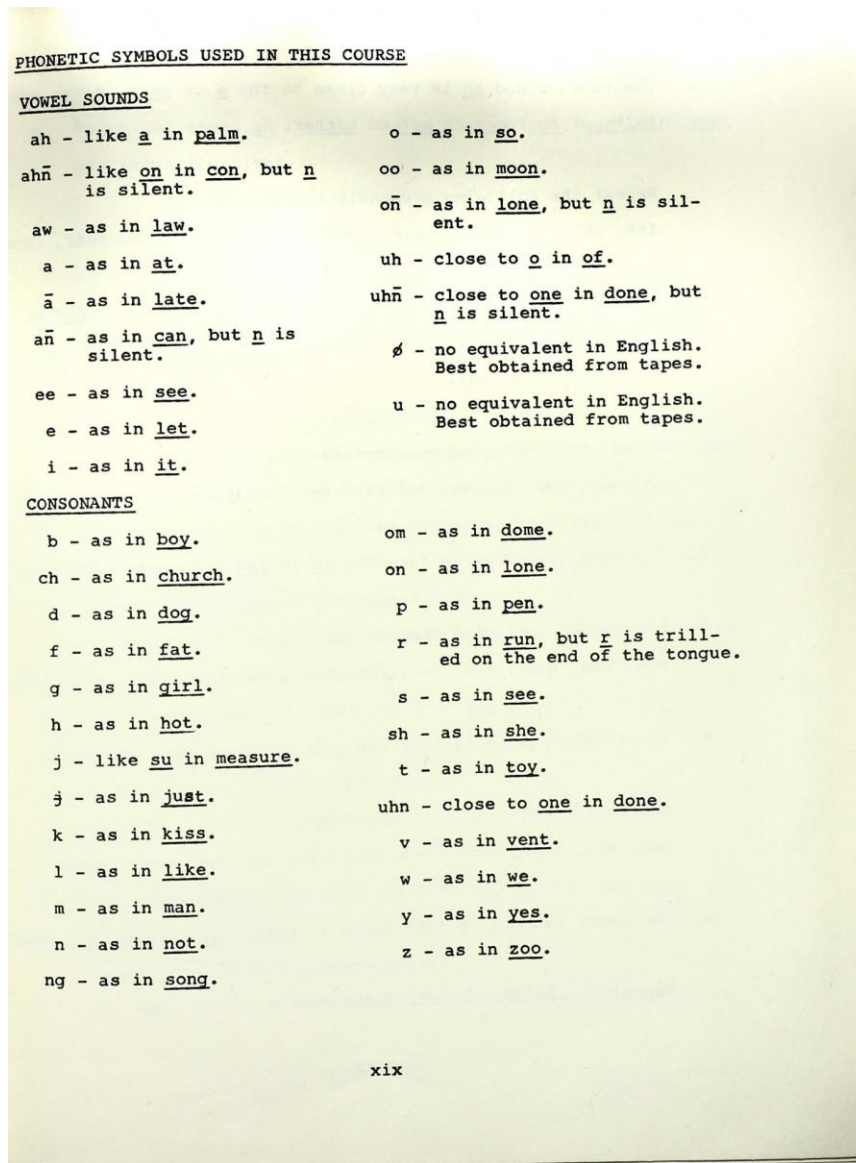 PHONETIC SYMBOLS USED IN THIS COURSE
VOWEL SOUNDS
ah - like a in palm.
ahn̄ - like on in con, but n
is silent.
aw - as in law.
a - as in at.
ā - as in late.
an̄ - as in can, but n is
silent.
ee - as in see.
e - as in let.
i - as in it.
o - as in so.
oo - as in moon.
on̄ - as in lone, but n is sil-
ent.
uh - close to o in of.
uhn̄ - close to one in done, but
n is silent.
ø - no equivalent in English.
Best obtained from tapes.
u - no equivalent in English.
Best obtained from tapes.
CONSONANTS
b - as in boy.
ch - as in church.
d - as in dog.
f - as in fat.
g - as in girl.
h - as in hot.
j - like su in measure.
ɉ - as in just.
k - as in kiss.
l - as in like.
m - as in man.
n - as in not.
ng - as in song.
om - as in dome.
on - as in lone.
p - as in pen.
r - as in run, but r is trill-
ed on the end of the tongue.
s - as in see.
sh - as in she.
t - as in toy.
uhn - close to one in done.
v - as in vent.
w - as in we.
y - as in yes.
z - as in zoo.
xix